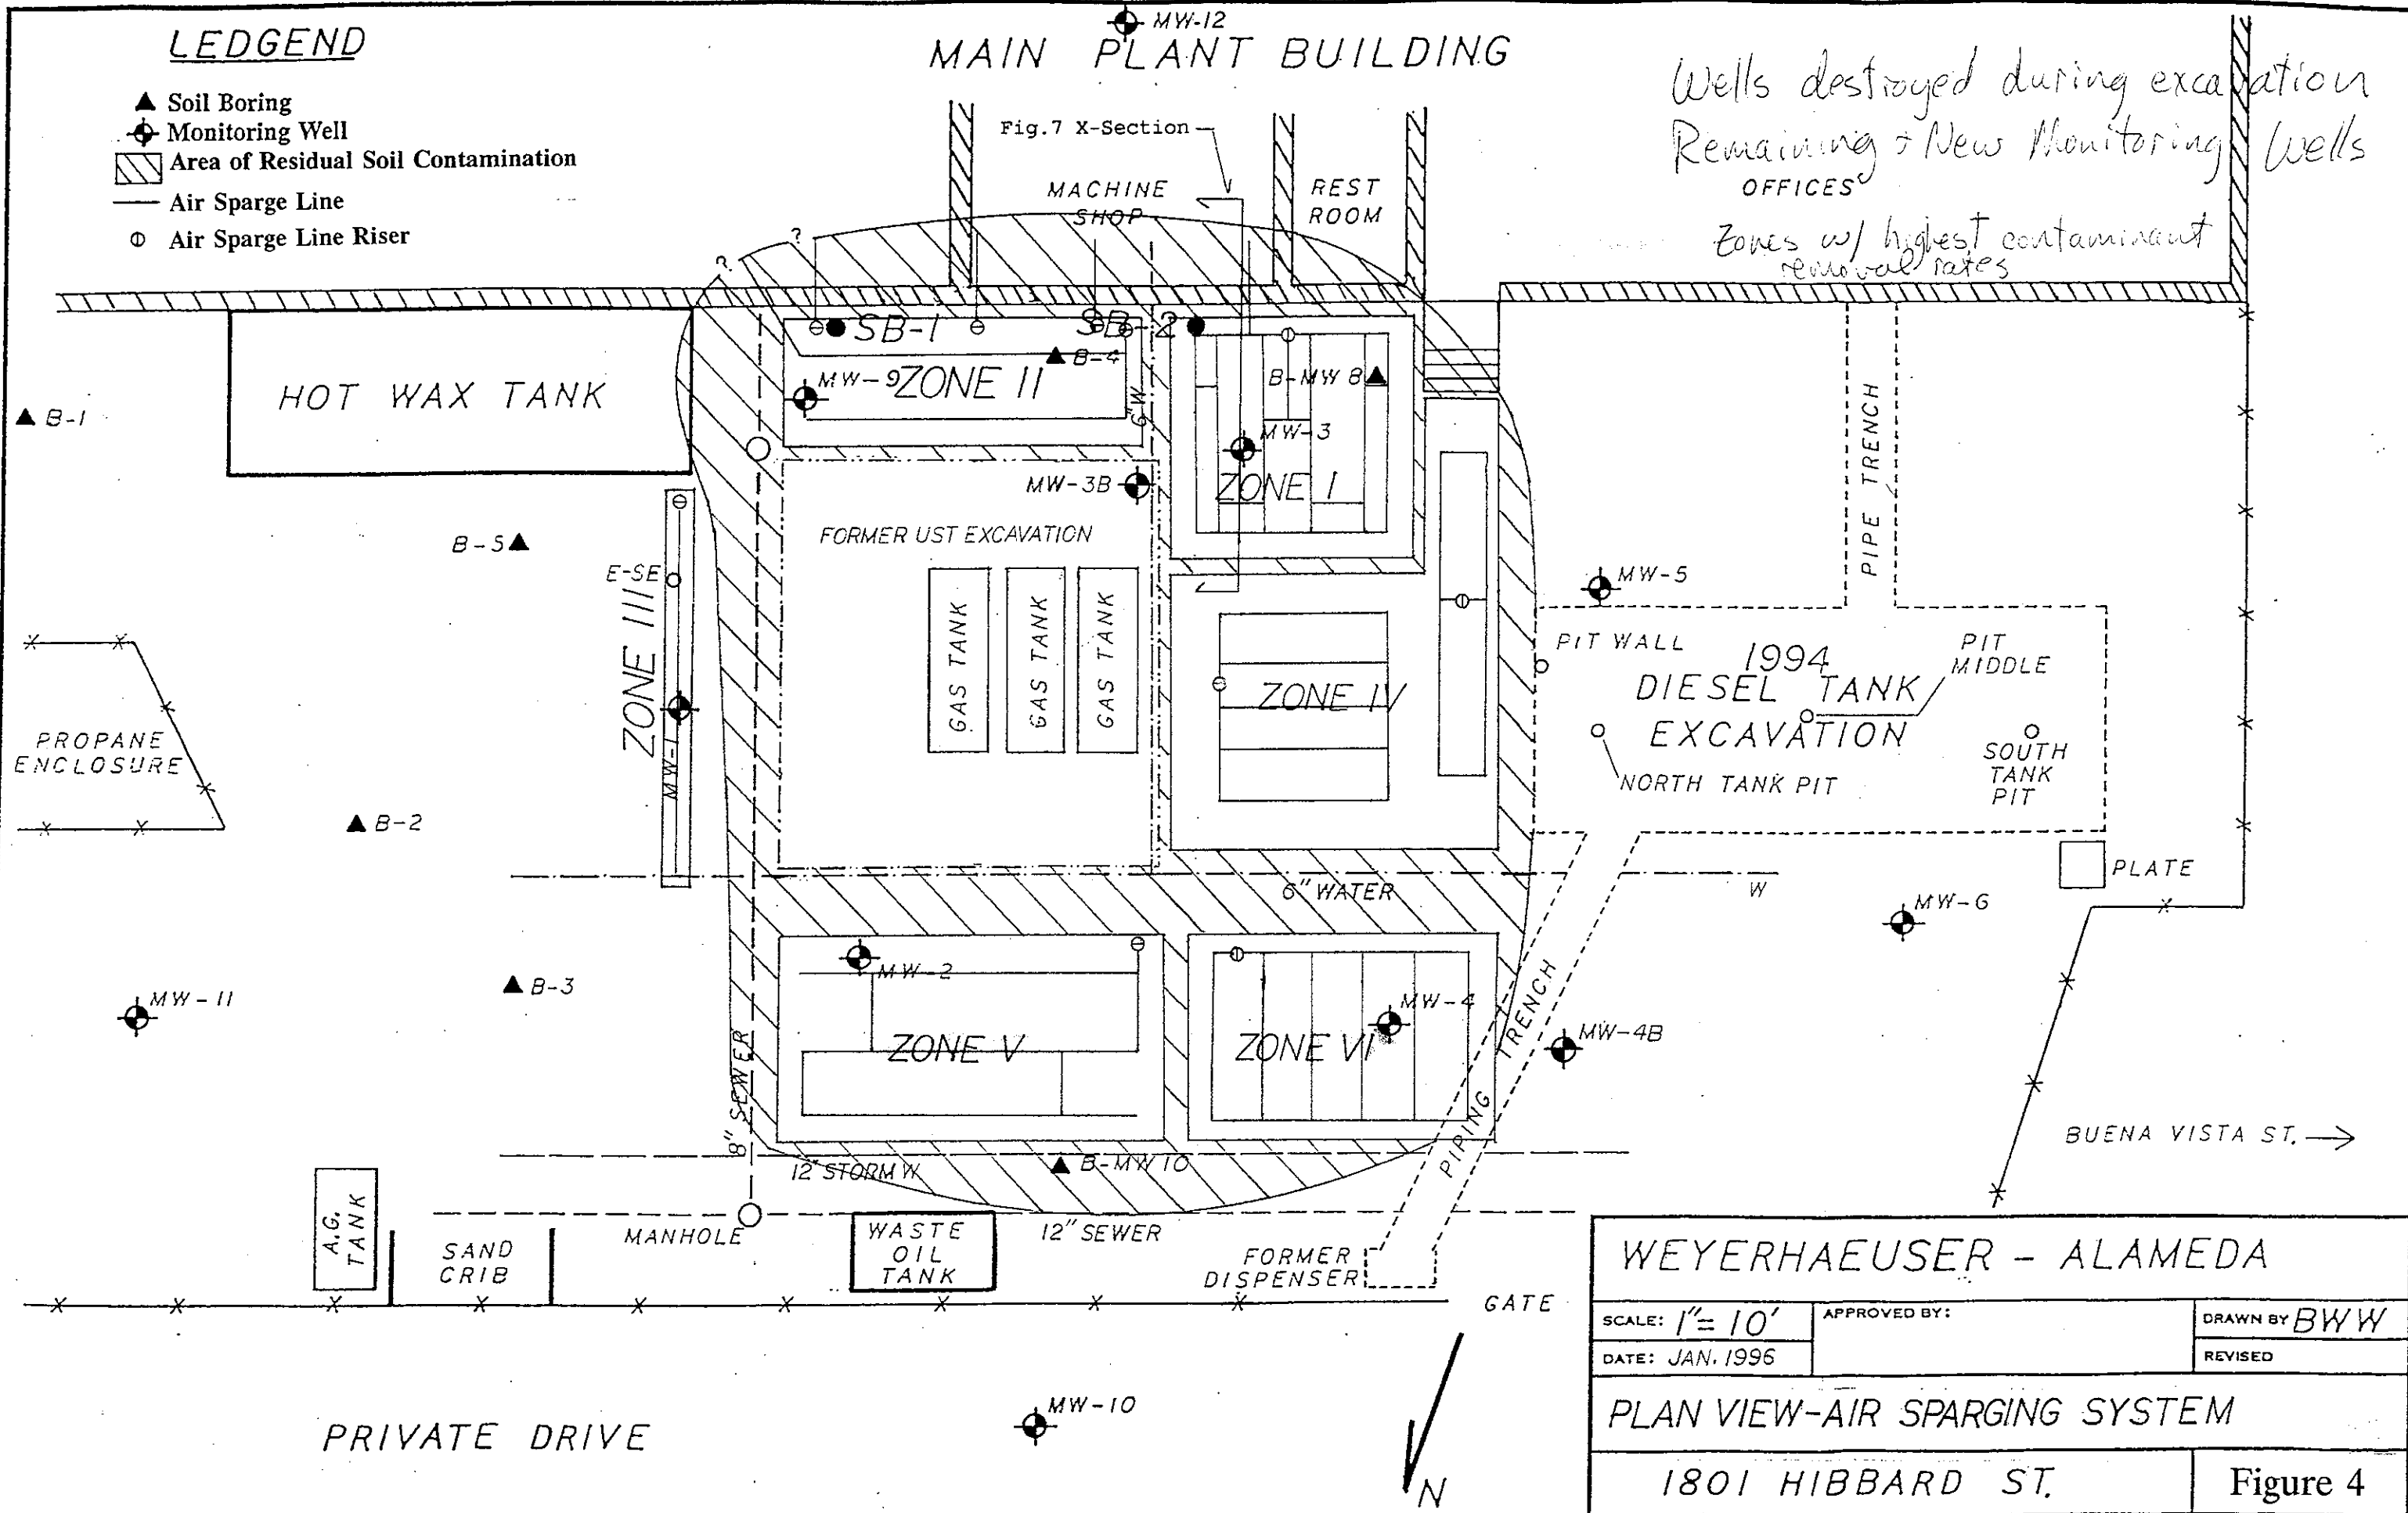 MW-12
MAIN PLANT BUILDING
LEDGEND
Soil Boring
Monitoring Well
Area of Residual Soil Contamination
Air Sparge Line
Air Sparge Line Riser
Wells destroyed during excavation
Remaining + New Monitoring Wells
OFFICES
Zones w/ highest contaminant
removal rates
Fig.7 X-Section
MACHINE
SHOP
REST
ROOM
?
?
SB-1
SB-2
B-4
MW-9
ZONE II
6" W
B-MW 8
MW-3
ZONE I
HOT WAX TANK
B-1
MW-3B
FORMER UST EXCAVATION
B-5
E-SE
ZONE III
MW-1
GAS TANK
GAS TANK
GAS TANK
ZONE IV
PIPE TRENCH
MW-5
PIT WALL
1994
DIESEL TANK
EXCAVATION
PIT
MIDDLE
NORTH TANK PIT
SOUTH
TANK
PIT
PROPANE
ENCLOSURE
B-2
6" WATER
W
PLATE
MW-6
MW-2
MW-4
MW-4B
B-3
MW-11
ZONE V
ZONE VI
PIPING TRENCH
8" SEWER
12" STORM W
B-MW 10
BUENA VISTA ST.
A.G.
TANK
SAND
CRIB
MANHOLE
WASTE
OIL
TANK
12" SEWER
FORMER
DISPENSER
GATE
MW-10
PRIVATE DRIVE
N
WEYERHAEUSER - ALAMEDA
SCALE: 1"= 10'
APPROVED BY:
DRAWN BY BWW
DATE: JAN. 1996
REVISED
PLAN VIEW-AIR SPARGING SYSTEM
1801 HIBBARD ST.
Figure 4